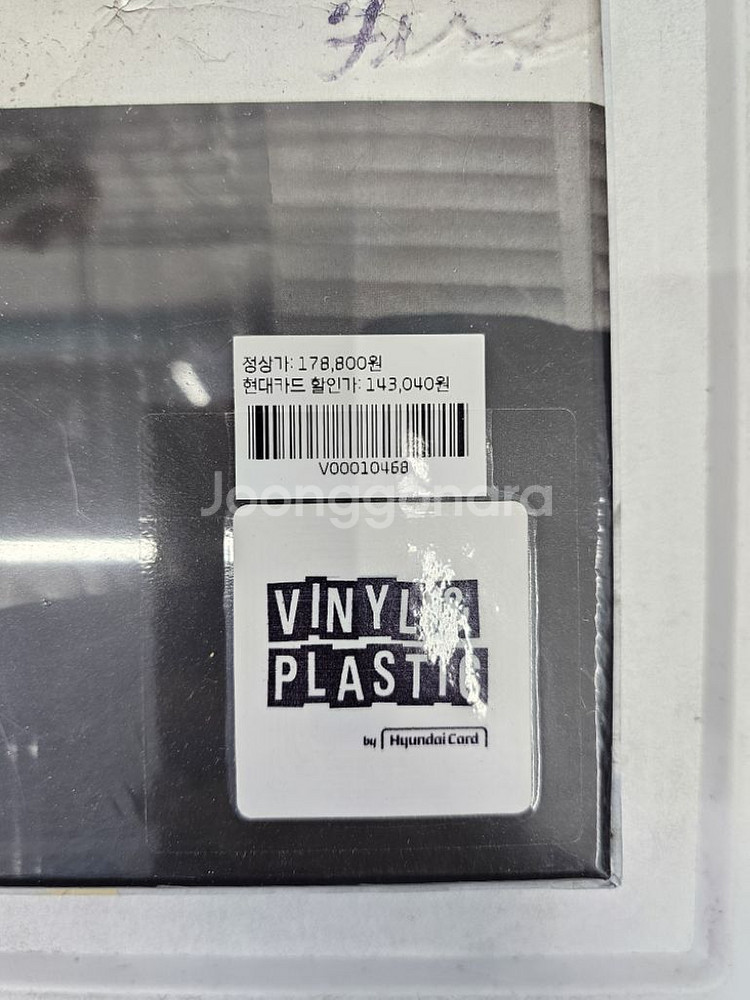 정상가: 178,800원
현대카드 할인가: 143,040원
V00010468
Joonggonara
VINYL &
PLASTIC
by Hyundai Card